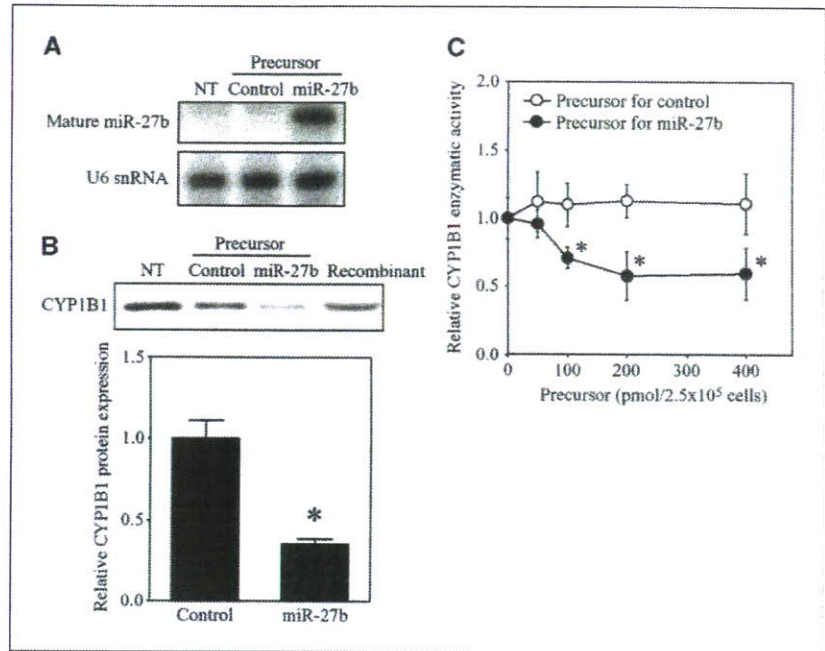 A
Precursor
NT Control miR-27b
Mature miR-27b
U6 snRNA
B
Precursor
NT Control miR-27b Recombinant
CYP1B1
Relative CYP1B1 protein expression
1.5
1.0
0.5
0.0
*
Control miR-27b
C
Relative CYP1B1 enzymatic activity
2.0
1.5
1.0
0.5
0.0
Precursor for control
Precursor for miR-27b
* * *
0 100 200 300 400
Precursor (pmol/2.5x10⁵ cells)